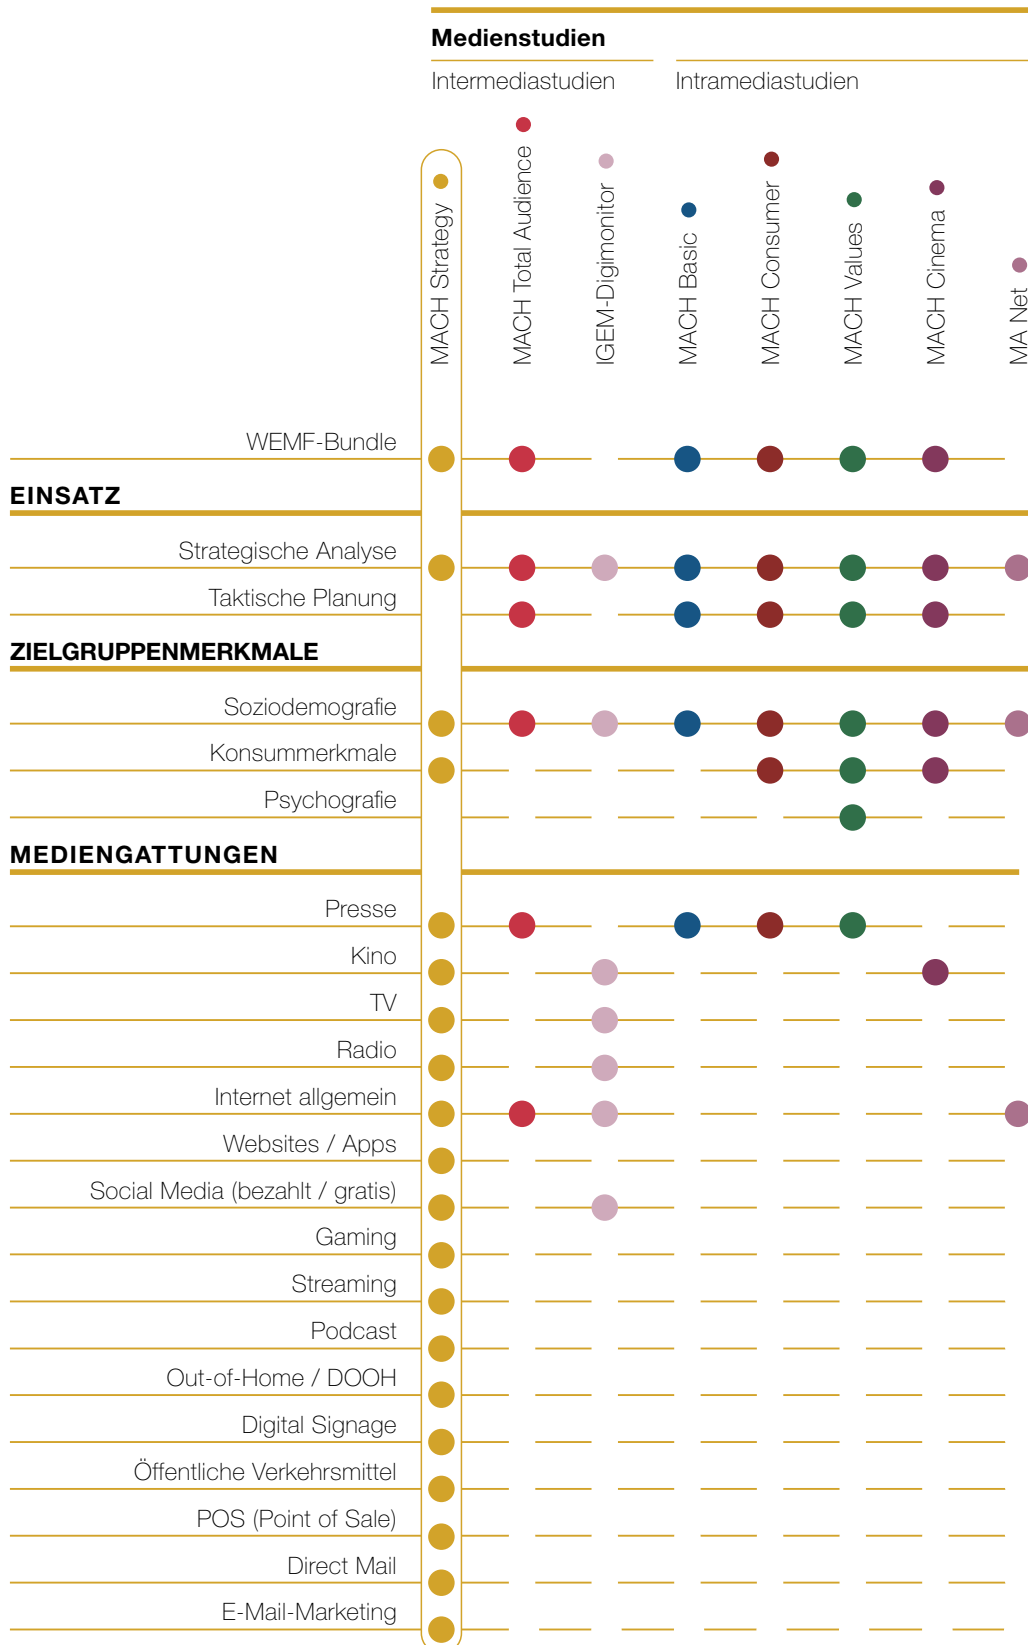 Medienstudien
Intermediastudien
Intramediastudien
MACH Strategy
MACH Total Audience
IGEM-Digimonitor
MACH Basic
MACH Consumer
MACH Values
MACH Cinema
MA Net
WEMF-Bundle
EINSATZ
Strategische Analyse
Taktische Planung
ZIELGRUPPENMERKMALE
Soziodemografie
Konsummerkmale
Psychografie
MEDIENGATTUNGEN
Presse
Kino
TV
Radio
Internet allgemein
Websites / Apps
Social Media (bezahlt / gratis)
Gaming
Streaming
Podcast
Out-of-Home / DOOH
Digital Signage
Öffentliche Verkehrsmittel
POS (Point of Sale)
Direct Mail
E-Mail-Marketing